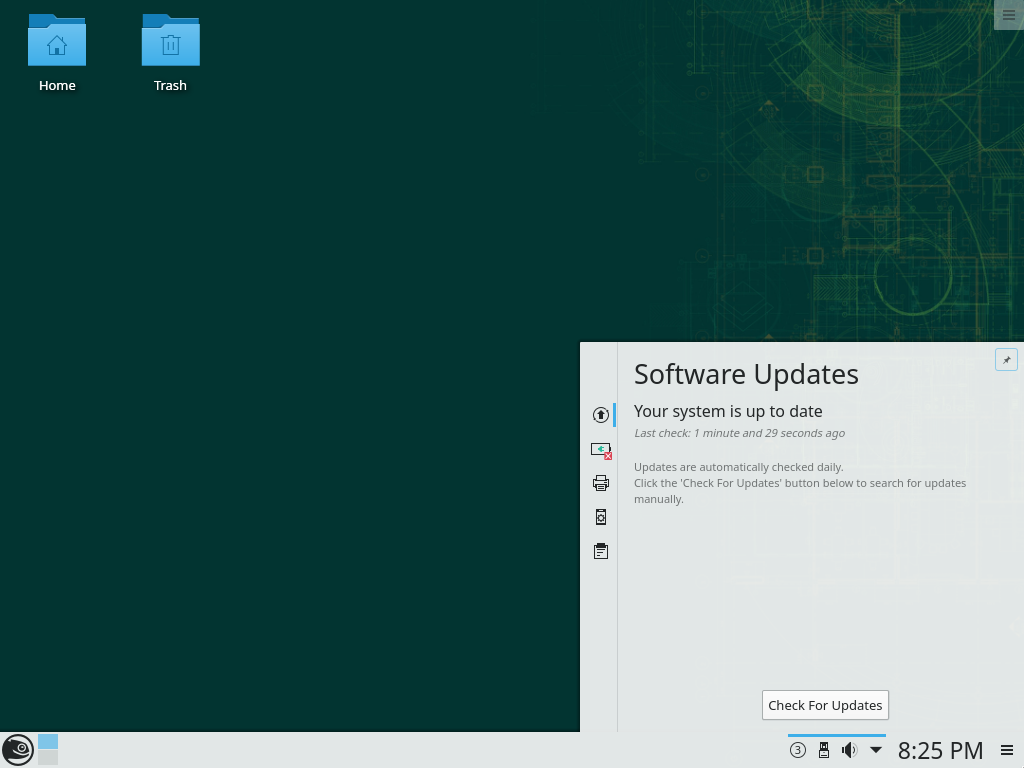 Home
Trash
Software Updates
Your system is up to date
Last check: 1 minute and 29 seconds ago
Updates are automatically checked daily.
Click the 'Check For Updates' button below to search for updates
manually.
Check For Updates
3
8:25 PM